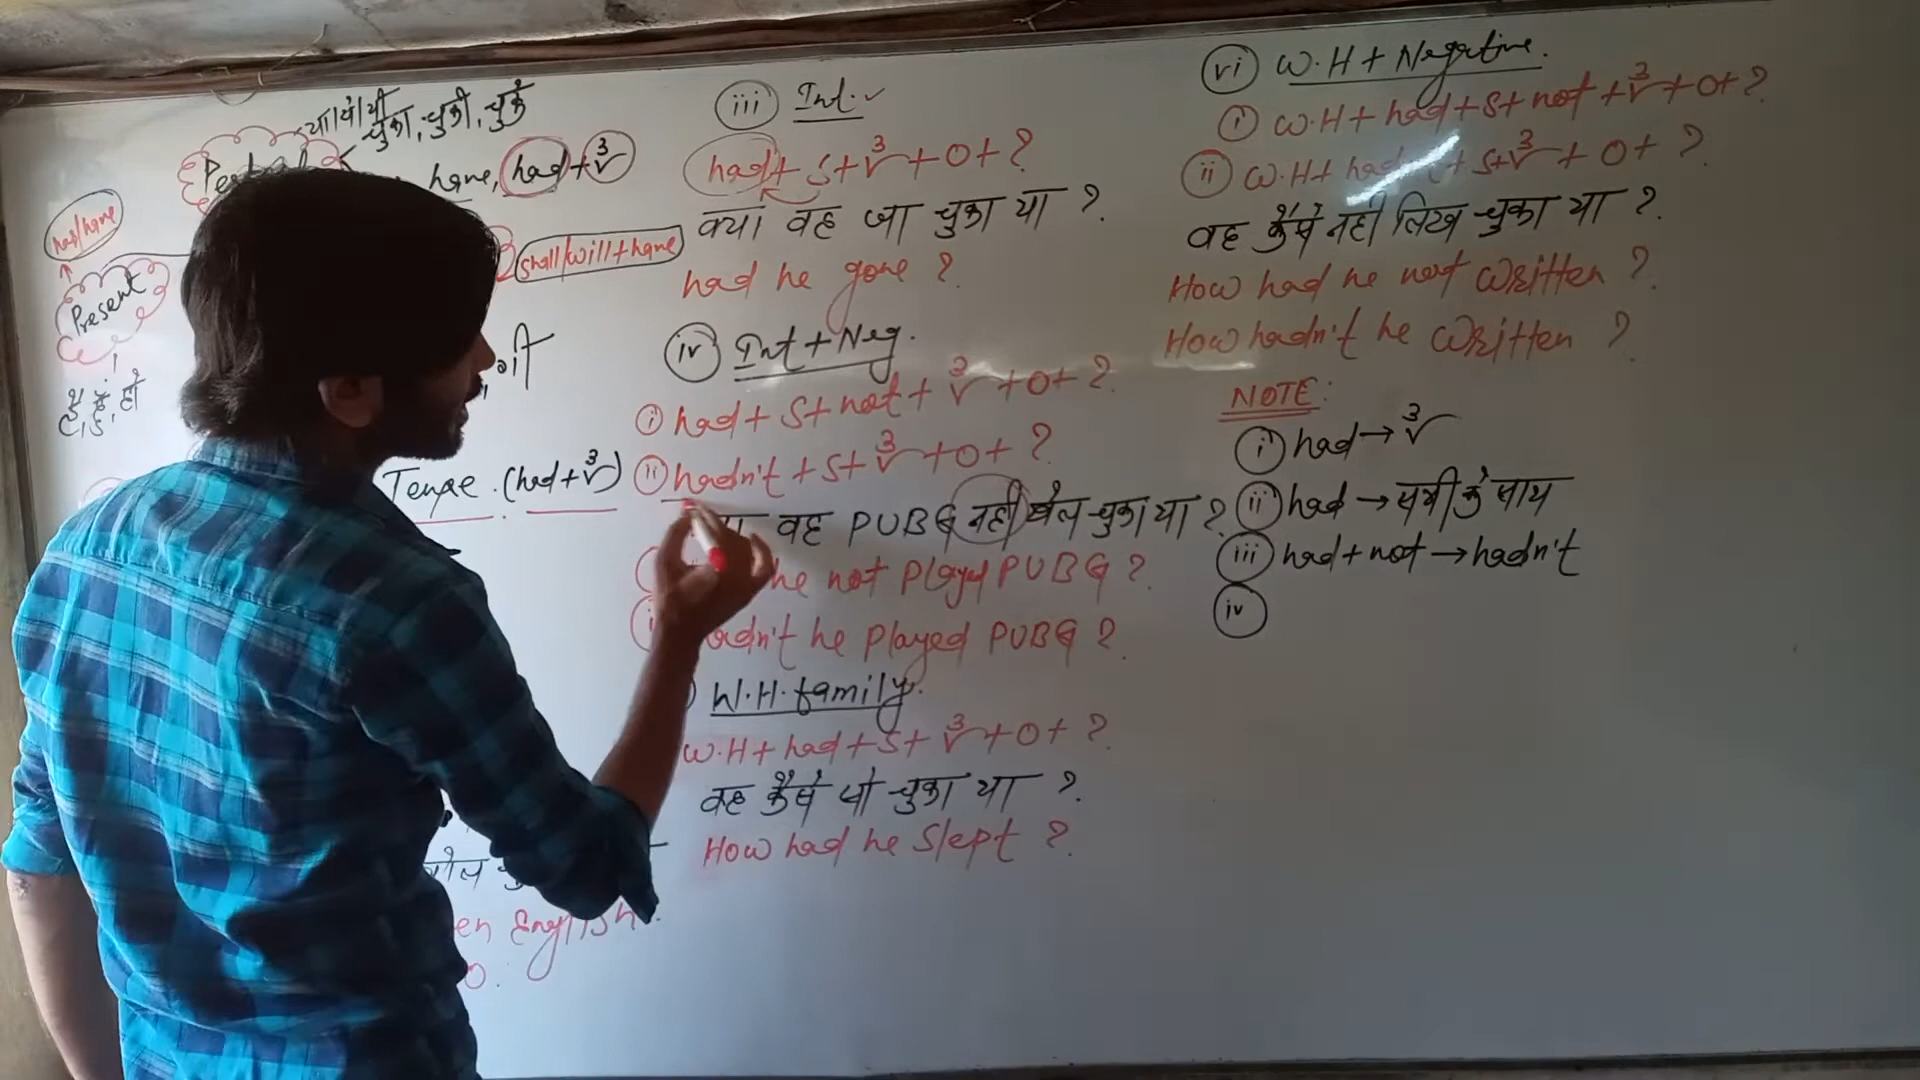 या/ये/यी
चुका, चुकी, चुके
have, had + V³
has/have
shall/will + have
Present
Tense. (had + V³)
en English.
iii Int.
had + S + V³ + O + ?
क्या वह जा चुका था ?
had he gone ?
iv Int + Neg.
i had + S + not + V³ + O + ?
ii hadn't + S + V³ + O + ?
वह PUBG नहीं खेल चुका था ?
he not Played PUBG ?
hadn't he Played PUBG ?
W.H. family.
W.H + had + S + V³ + O + ?
वह कैसे सो चुका था ?
How had he Slept ?
vi W.H + Negative.
i W.H + had + S + not + V³ + O + ?
ii W.H + hadn't + S + V³ + O + ?
वह कैसे नहीं लिख चुका था ?
How had he not written ?
How hadn't he written ?
NOTE:
i had → V³
ii had → सभी के साथ
iii had + not → hadn't
iv